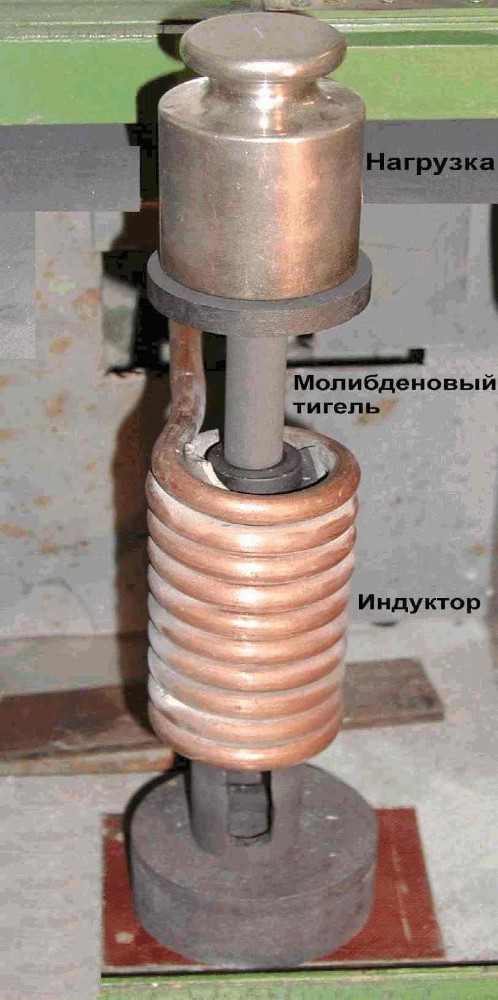 Нагрузка
Молибденовый
тигель
Индуктор